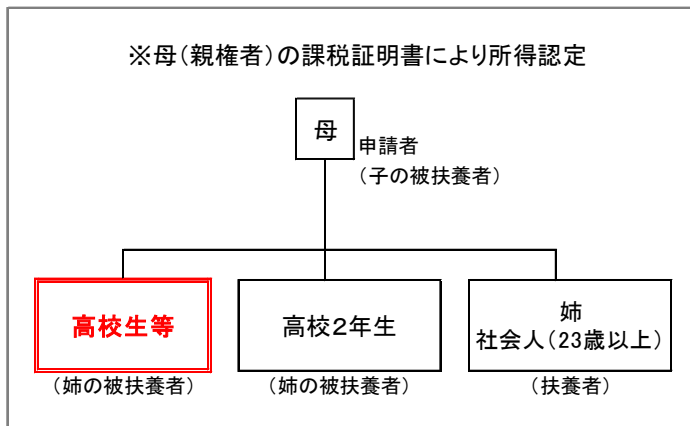 ※母(親権者)の課税証明書により所得認定
母
申請者
(子の被扶養者)
高校生等
高校2年生
姉
社会人(23歳以上)
(姉の被扶養者)
(姉の被扶養者)
(扶養者)